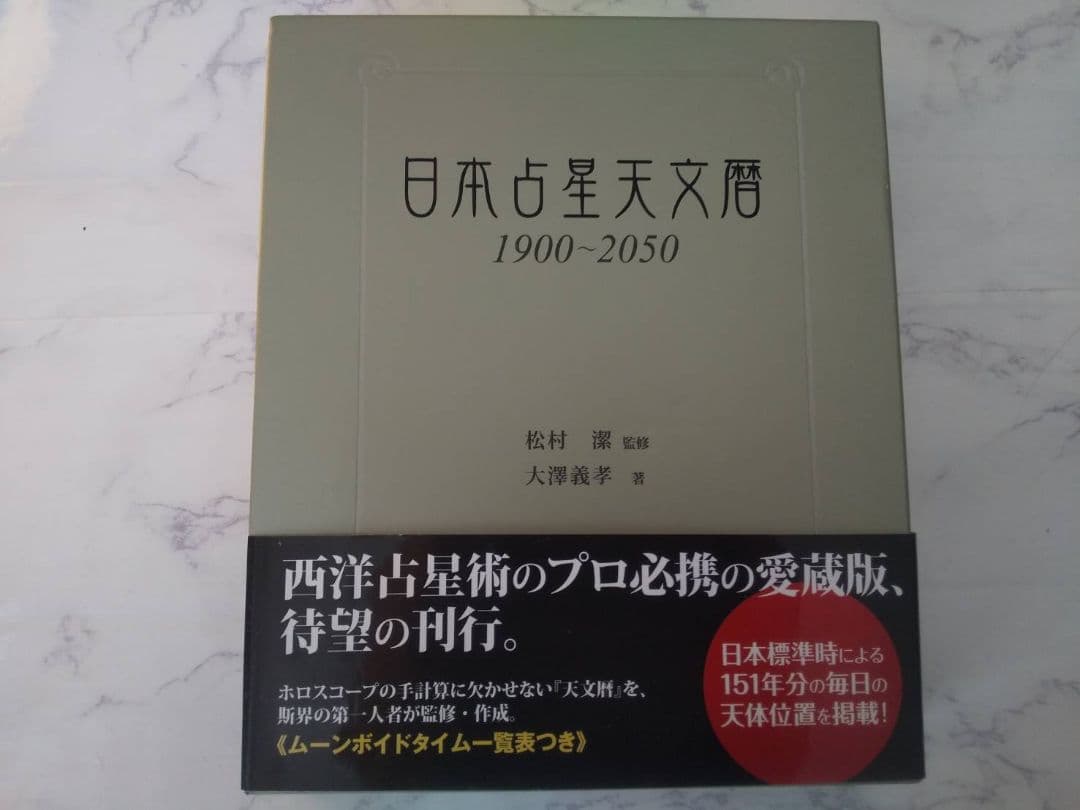 日本占星天文暦
1900~2050
松村 潔 監修
大澤義孝 著
西洋占星術のプロ必携の愛蔵版、
待望の刊行。
ホロスコープの手計算に欠かせない『天文暦』を、
斯界の第一人者が監修・作成。
《ムーンボイドタイム一覧表つき》
日本標準時による
151年分の毎日の
天体位置を掲載!